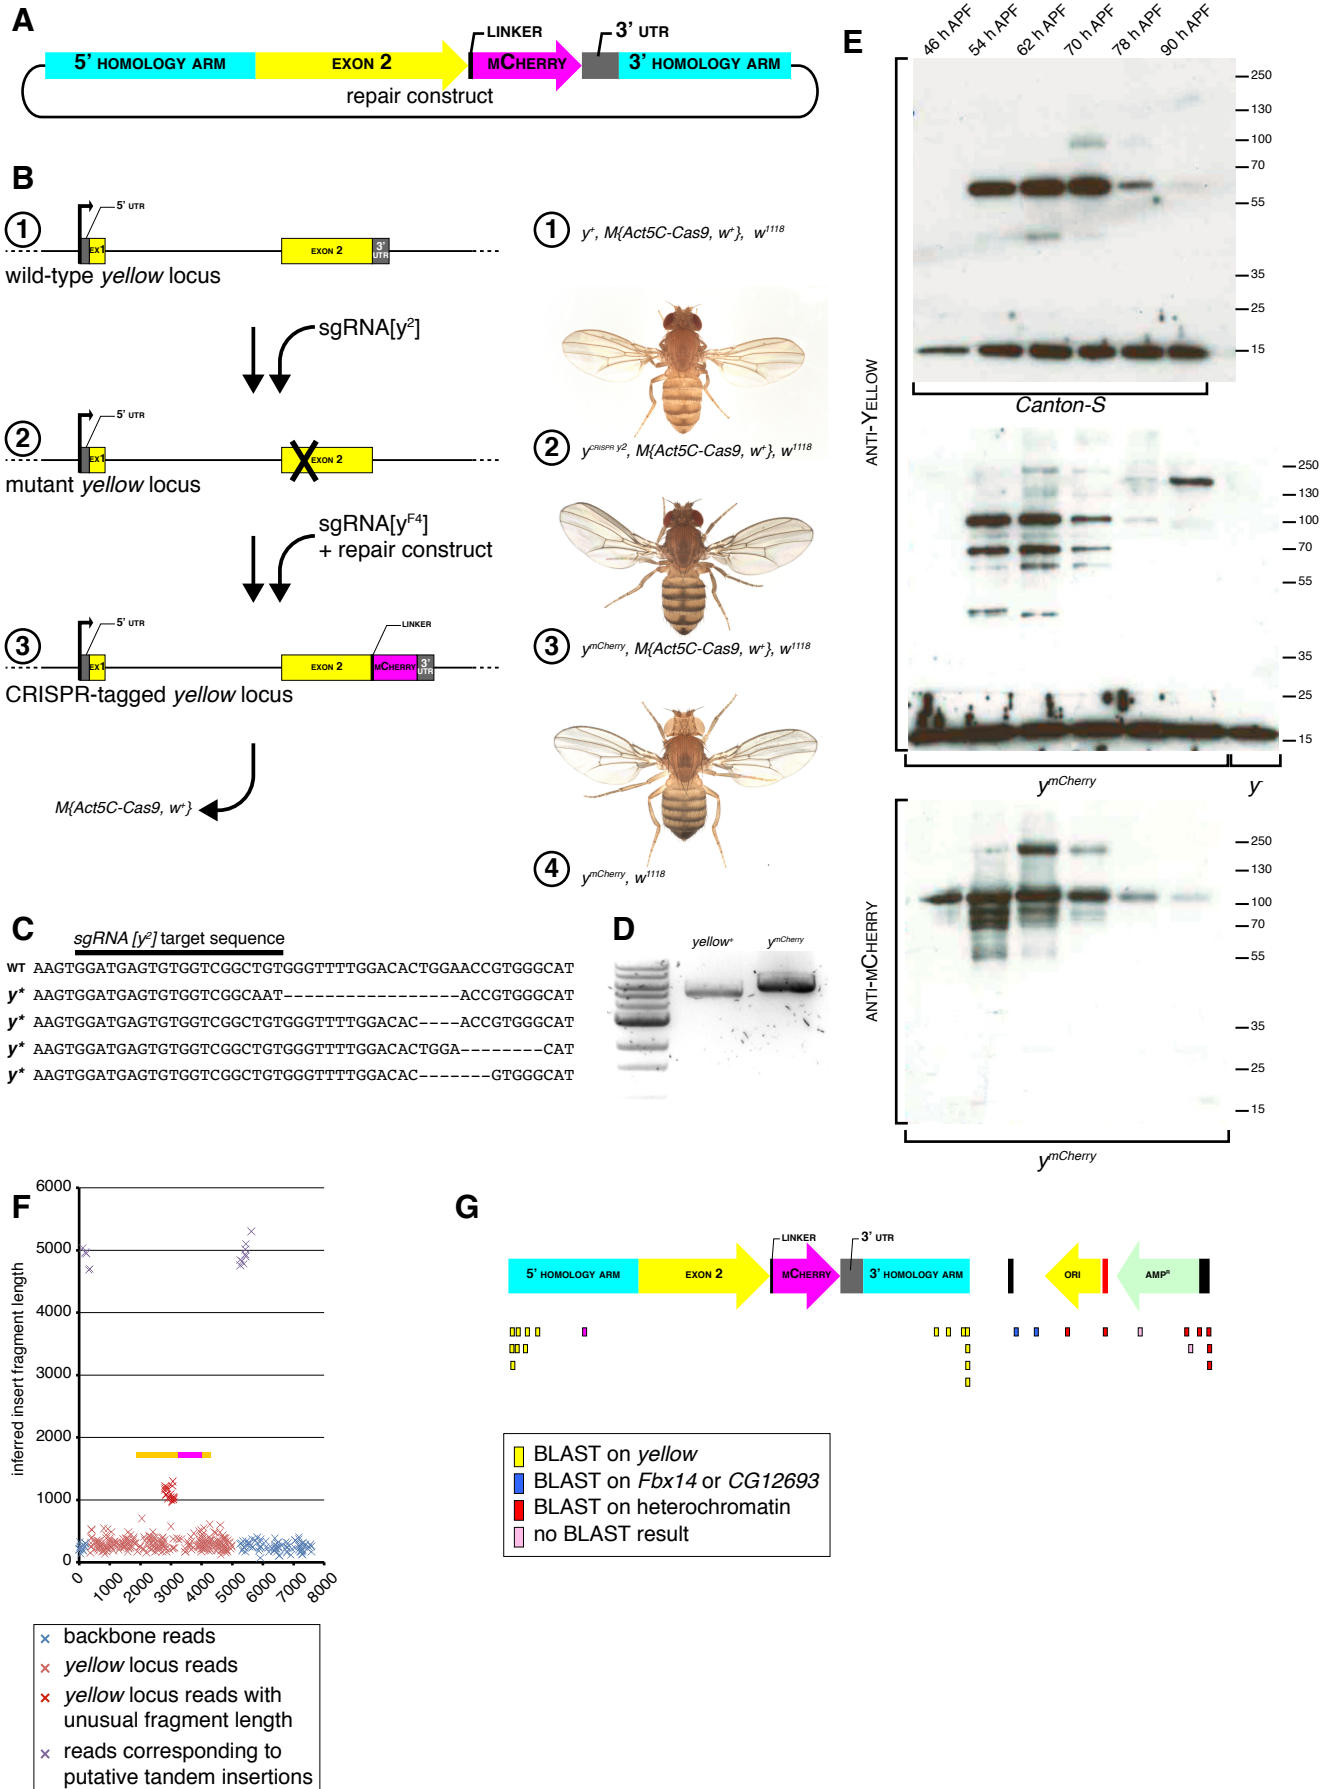 A
LINKER
3' UTR
5' HOMOLOGY ARM
EXON 2
MCHERRY
3' HOMOLOGY ARM
repair construct
B
1
5' UTR
EX1
EXON 2
3' UTR
wild-type yellow locus
sgRNA[y²]
2
5' UTR
EX1
EXON 2
mutant yellow locus
sgRNA[yF4]
+ repair construct
3
5' UTR
LINKER
EX1
EXON 2
MCHERRY
3' UTR
CRISPR-tagged yellow locus
M{Act5C-Cas9, w+}
1 y+, M{Act5C-Cas9, w+}, w1118
2 yCRISPR y2, M{Act5C-Cas9, w+}, w1118
3 ymCherry, M{Act5C-Cas9, w+}, w1118
4 ymCherry, w1118
C
sgRNA [y²] target sequence
WT AAGTGGATGAGTGTGGTCGGCTGTGGGTTTTGGACACTGGAACCGTGGGCAT
y* AAGTGGATGAGTGTGGTCGGCAAT-----------------ACCGTGGGCAT
y* AAGTGGATGAGTGTGGTCGGCTGTGGGTTTTGGACAC----ACCGTGGGCAT
y* AAGTGGATGAGTGTGGTCGGCTGTGGGTTTTGGACACTGGA--------CAT
y* AAGTGGATGAGTGTGGTCGGCTGTGGGTTTTGGACAC-------GTGGGCAT
D
yellow+
ymCherry
E
46 h APF
54 h APF
62 h APF
70 h APF
78 h APF
90 h APF
250
130
100
70
55
35
25
15
Canton-S
ANTI-YELLOW
250
130
100
70
55
35
25
15
ymCherry
y-
ANTI-MCHERRY
250
130
100
70
55
35
25
15
ymCherry
F
inferred insert fragment length
6000
5000
4000
3000
2000
1000
0
0
1000
2000
3000
4000
5000
6000
7000
8000
× backbone reads
× yellow locus reads
× yellow locus reads with
unusual fragment length
× reads corresponding to
putative tandem insertions
G
LINKER
3' UTR
5' HOMOLOGY ARM
EXON 2
MCHERRY
3' HOMOLOGY ARM
ORI
AMPR
BLAST on yellow
BLAST on Fbx14 or CG12693
BLAST on heterochromatin
no BLAST result